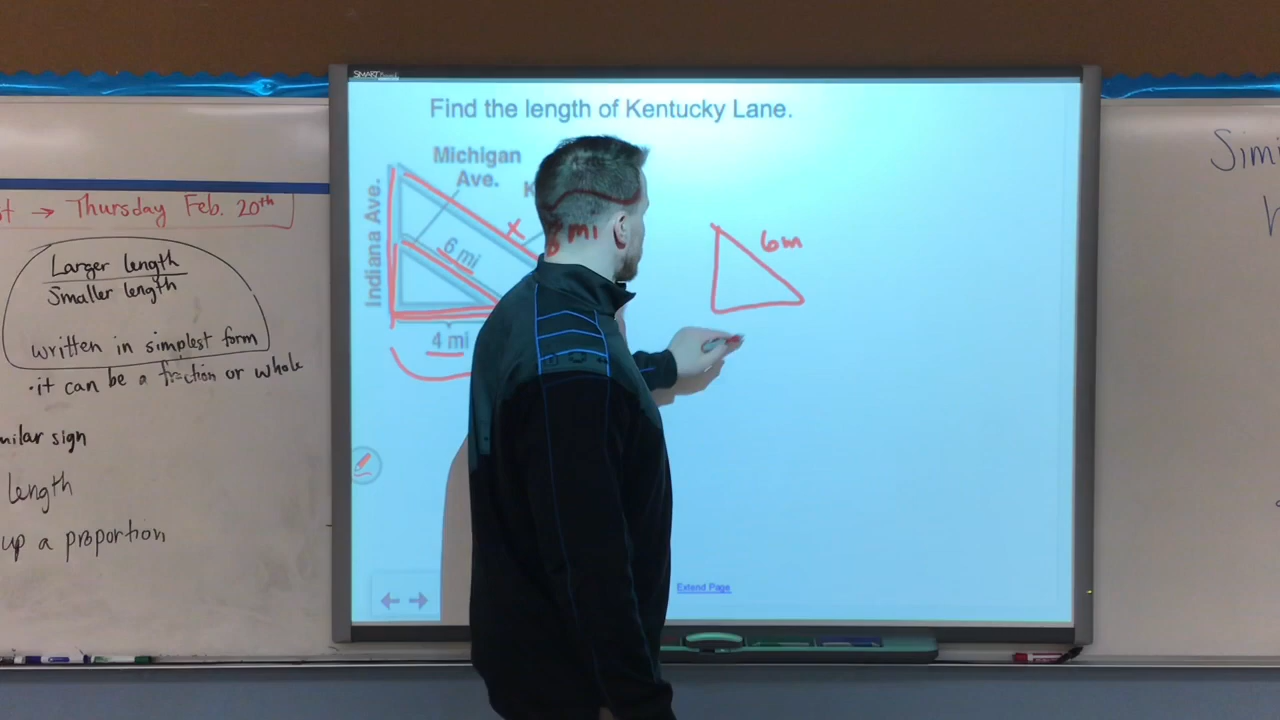 SMART
Find the length of Kentucky Lane.
Michigan
Ave.
Indiana Ave.
K
x
mi
6 mi
4 mi
6m
→ Thursday Feb. 20th
Larger length
Smaller length
written in simplest form
• it can be a fraction or whole
milar sign
length
up a proportion
Simi
Extend Page